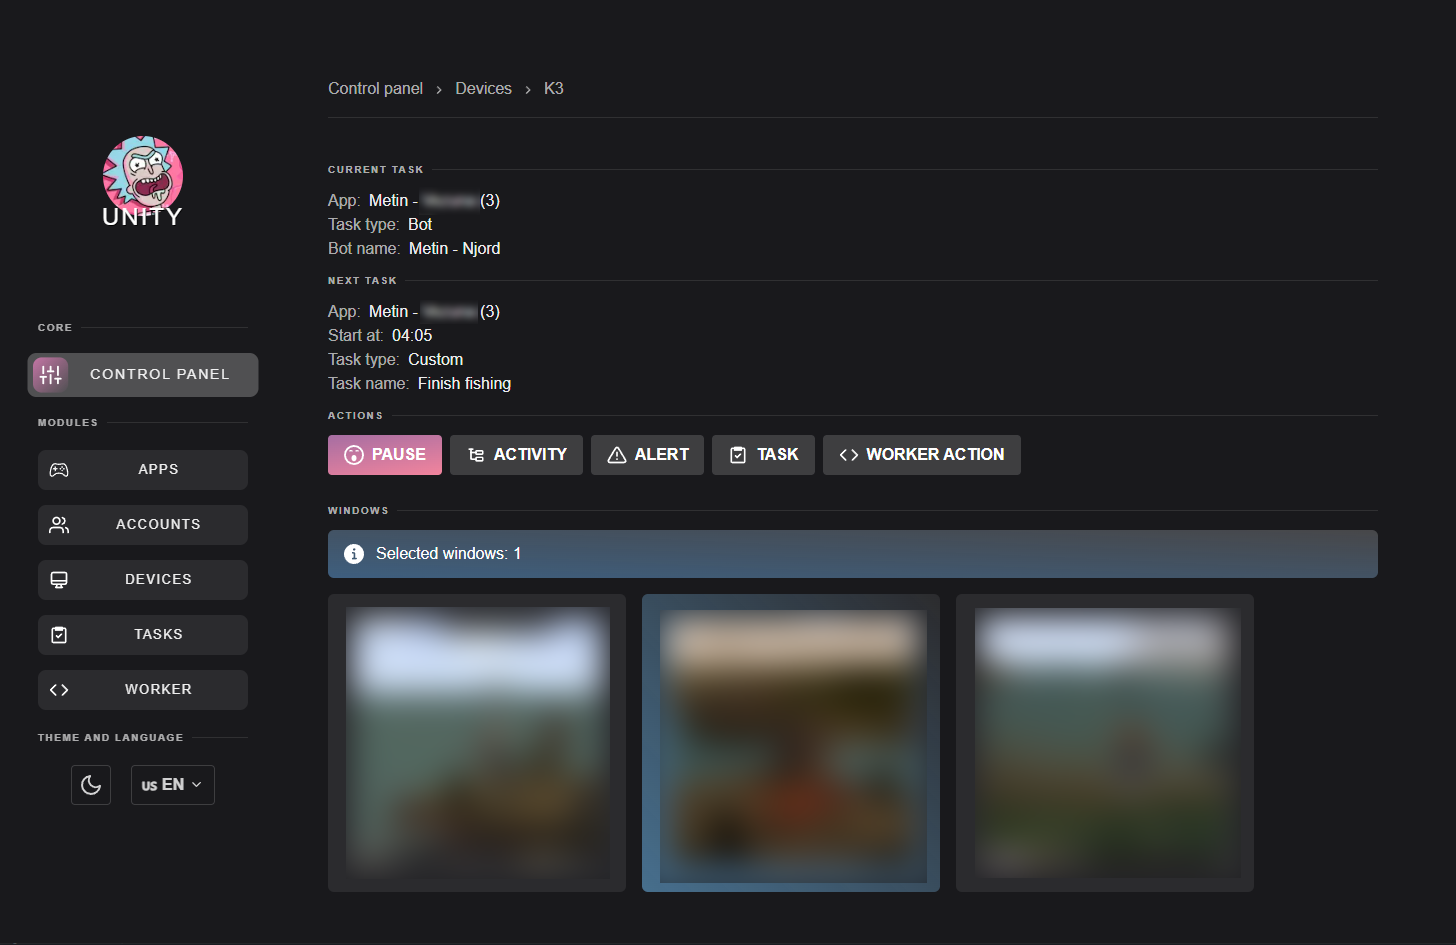 Control panel › Devices › K3
UNITY
CORE
CONTROL PANEL
MODULES
APPS
ACCOUNTS
DEVICES
TASKS
WORKER
THEME AND LANGUAGE
US EN
CURRENT TASK
App: Metin - (3)
Task type: Bot
Bot name: Metin - Njord
NEXT TASK
App: Metin - (3)
Start at: 04:05
Task type: Custom
Task name: Finish fishing
ACTIONS
PAUSE ACTIVITY ALERT TASK WORKER ACTION
WINDOWS
Selected windows: 1